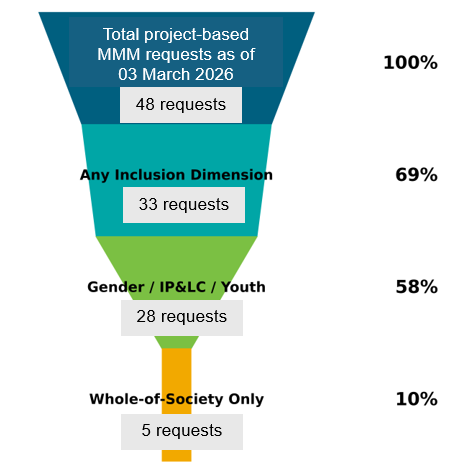 Total project-based
MMM requests as of
03 March 2026
48 requests
100%
Any Inclusion Dimension
69%
33 requests
Gender / IP&LC / Youth
58%
28 requests
Whole-of-Society Only
10%
5 requests